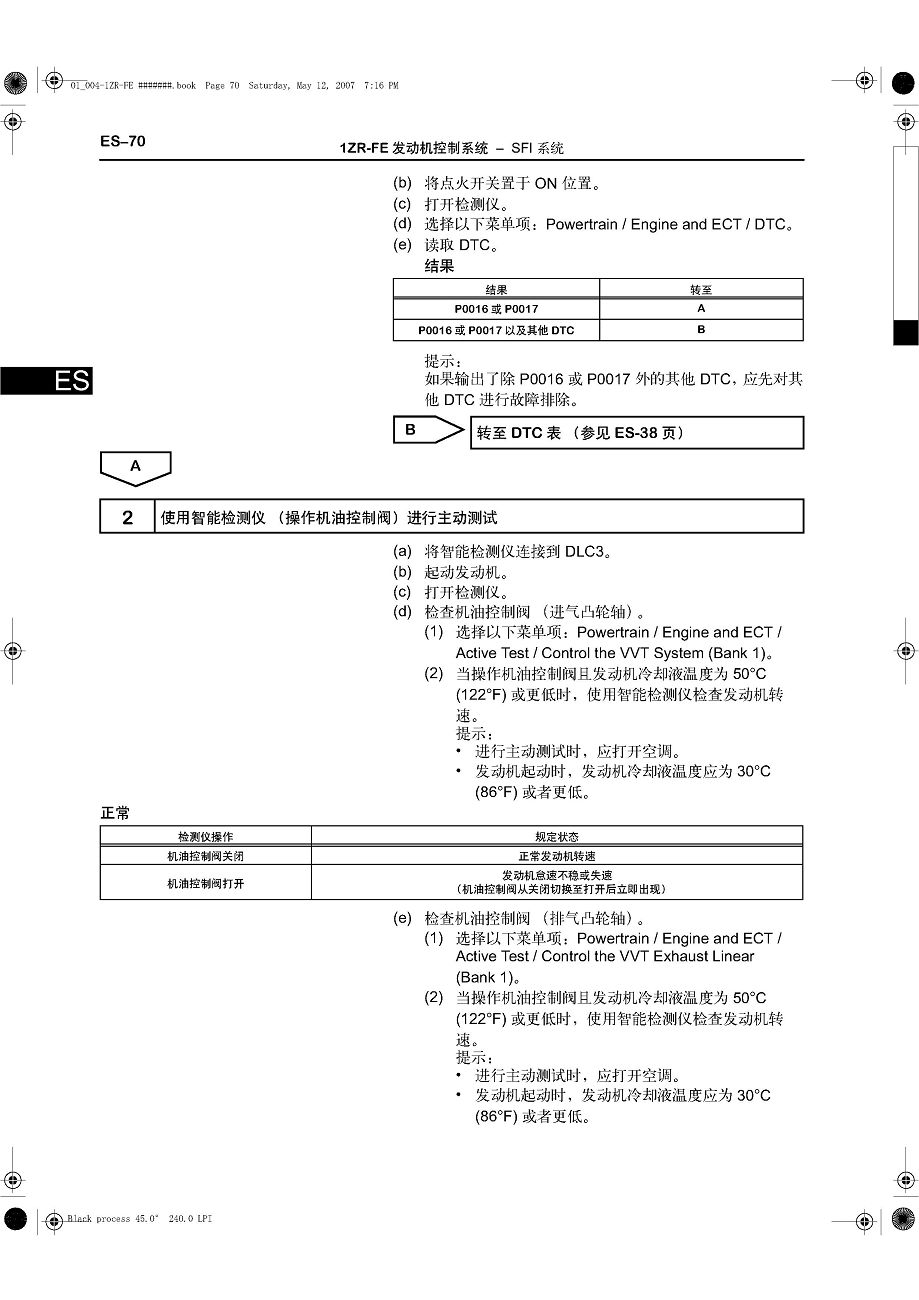 01_004-1ZR-FE #######.book Page 70 Saturday, May 12, 2007 7:16 PM
ES–70
1ZR-FE 发动机控制系统 – SFI 系统
(b) 将点火开关置于 ON 位置。
(c) 打开检测仪。
(d) 选择以下菜单项：Powertrain / Engine and ECT / DTC。
(e) 读取 DTC。
结果
结果 转至
P0016 或 P0017 A
P0016 或 P0017 以及其他 DTC B
提示：
如果输出了除 P0016 或 P0017 外的其他 DTC，应先对其
他 DTC 进行故障排除。
ES
B 转至 DTC 表 （参见 ES-38 页）
A
2 使用智能检测仪 （操作机油控制阀）进行主动测试
(a) 将智能检测仪连接到 DLC3。
(b) 起动发动机。
(c) 打开检测仪。
(d) 检查机油控制阀 （进气凸轮轴）。
(1) 选择以下菜单项：Powertrain / Engine and ECT /
Active Test / Control the VVT System (Bank 1)。
(2) 当操作机油控制阀且发动机冷却液温度为 50°C
(122°F) 或更低时，使用智能检测仪检查发动机转
速。
提示：
• 进行主动测试时，应打开空调。
• 发动机起动时，发动机冷却液温度应为 30°C
(86°F) 或者更低。
正常
检测仪操作 规定状态
机油控制阀关闭 正常发动机转速
机油控制阀打开 发动机怠速不稳或失速
（机油控制阀从关闭切换至打开后立即出现）
(e) 检查机油控制阀 （排气凸轮轴）。
(1) 选择以下菜单项：Powertrain / Engine and ECT /
Active Test / Control the VVT Exhaust Linear
(Bank 1)。
(2) 当操作机油控制阀且发动机冷却液温度为 50°C
(122°F) 或更低时，使用智能检测仪检查发动机转
速。
提示：
• 进行主动测试时，应打开空调。
• 发动机起动时，发动机冷却液温度应为 30°C
(86°F) 或者更低。
Black process 45.0° 240.0 LPI